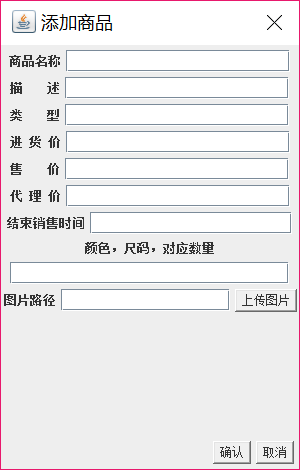 添加商品
商品名称
描 述
类 型
进 货 价
售 价
代 理 价
结束销售时间
颜色，尺码，对应数量
图片路径 上传图片
确认 取消